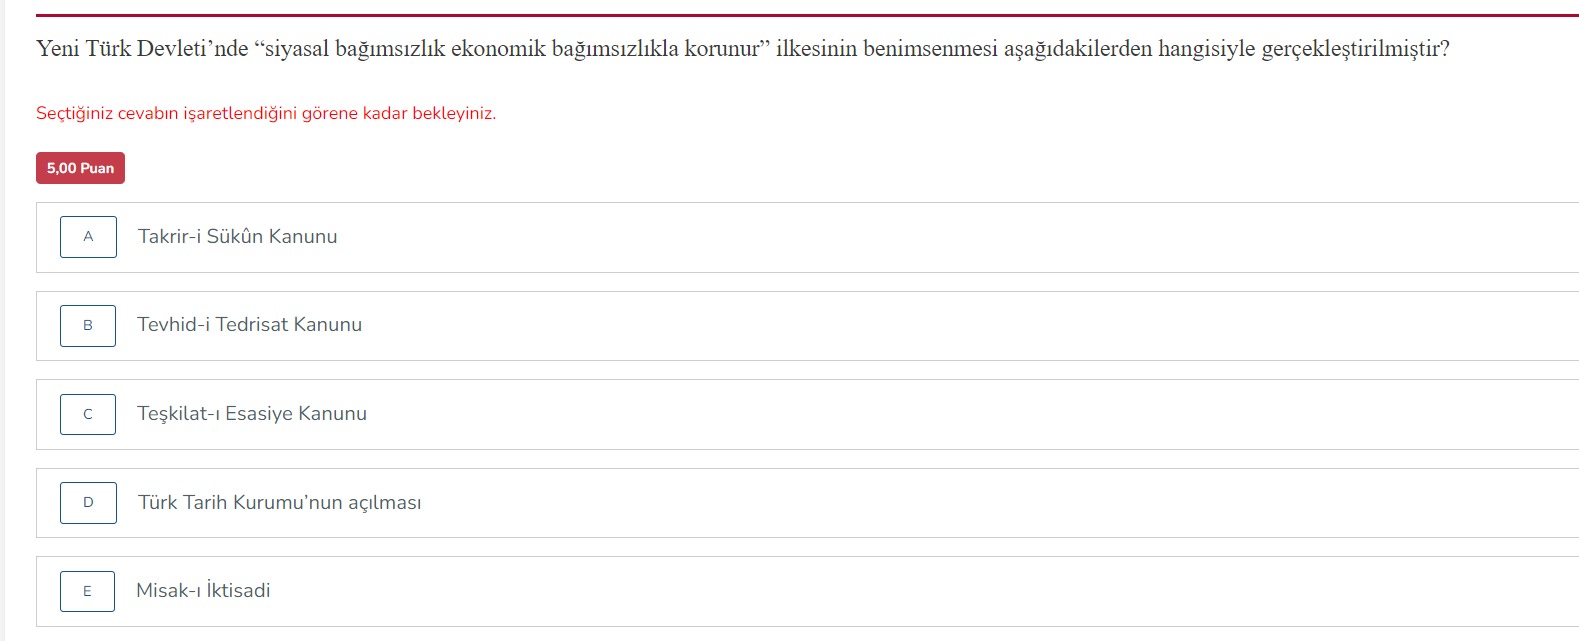 Yeni Türk Devleti’nde “siyasal bağımsızlık ekonomik bağımsızlıkla korunur” ilkesinin benimsenmesi aşağıdakilerden hangisiyle gerçekleştirilmiştir?
Seçtiğiniz cevabın işaretlendiğini görene kadar bekleyiniz.
5,00 Puan
A Takrir-i Sükûn Kanunu
B Tevhid-i Tedrisat Kanunu
C Teşkilat-ı Esasiye Kanunu
D Türk Tarih Kurumu’nun açılması
E Misak-ı İktisadi